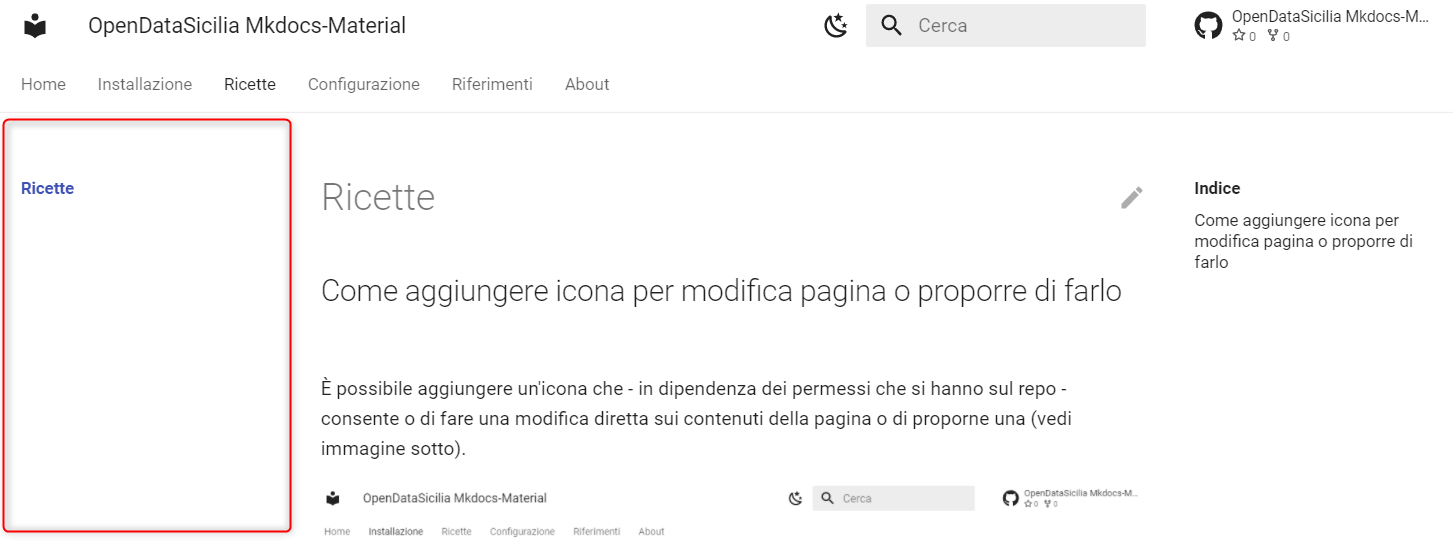 OpenDataSicilia Mkdocs-Material
Cerca
OpenDataSicilia Mkdocs-M...
0 0
Home Installazione Ricette Configurazione Riferimenti About
Ricette
Ricette
Indice
Come aggiungere icona per
modifica pagina o proporre di
farlo
Come aggiungere icona per modifica pagina o proporre di farlo
È possibile aggiungere un'icona che - in dipendenza dei permessi che si hanno sul repo -
consente o di fare una modifica diretta sui contenuti della pagina o di proporne una (vedi
immagine sotto).
OpenDataSicilia Mkdocs-Material
Cerca
OpenDataSicilia Mkdocs-M...
0 0
Home Installazione Ricette Configurazione Riferimenti About